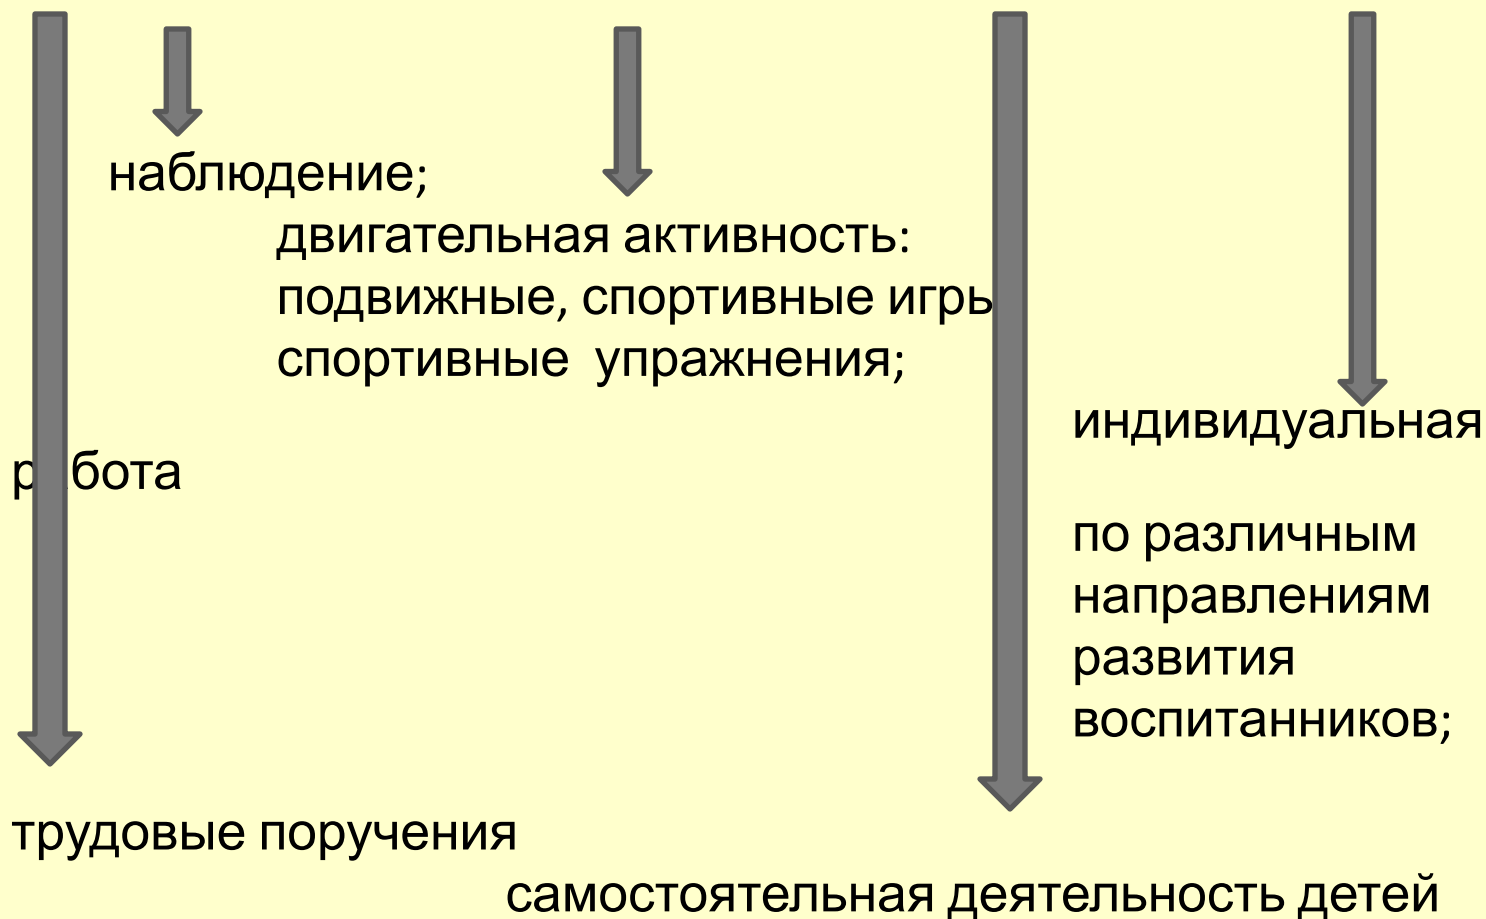 наблюдение;
двигательная активность:
подвижные, спортивные игры
спортивные упражнения;
индивидуальная
работа
по различным
направлениям
развития
воспитанников;
трудовые поручения
самостоятельная деятельность детей